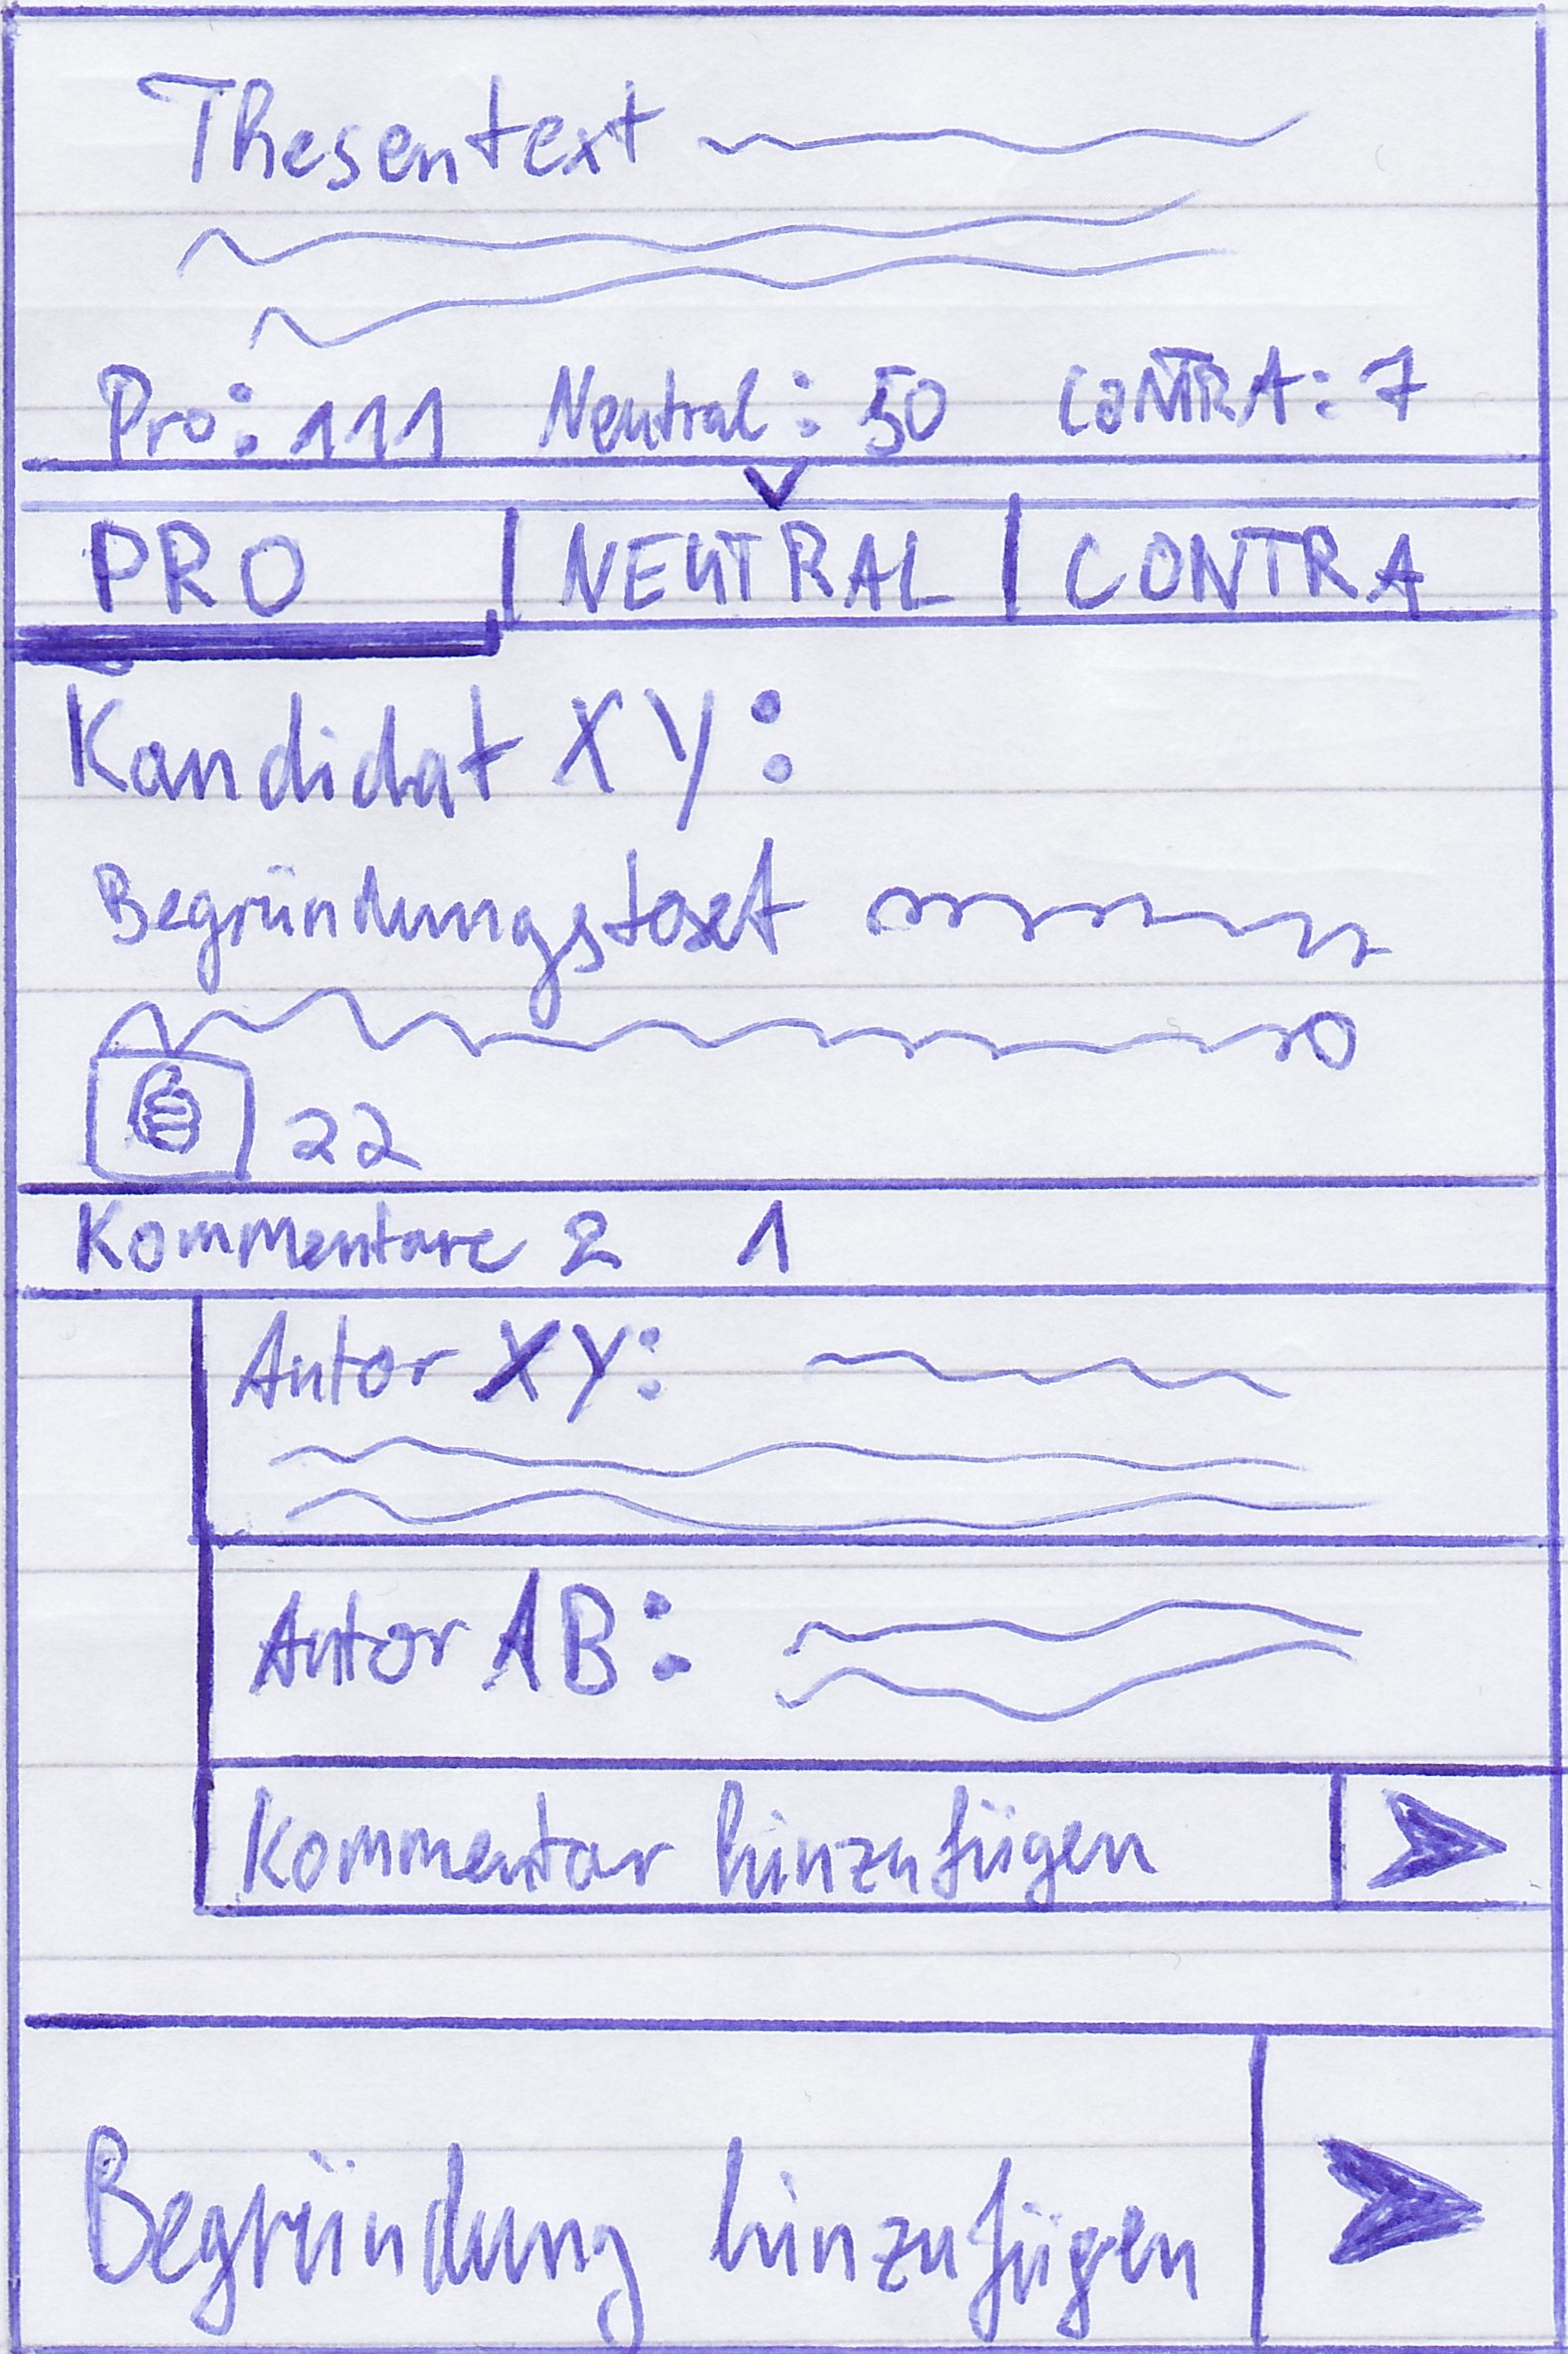 Thesentext
Pro: 111 Neutral: 50 CONTRA: 7
PRO | NEUTRAL | CONTRA
Kandidat XY:
Begründungstext
22
Kommentare 2 1
Autor XY:
Autor AB:
Kommentar hinzufügen
Begründung hinzufügen